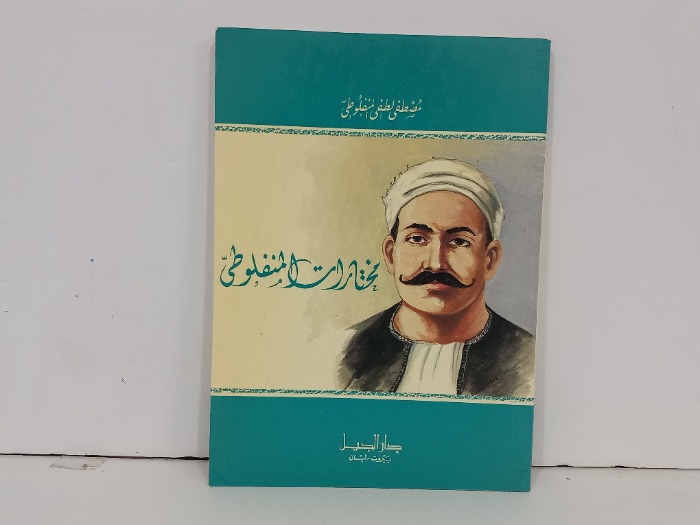 مصطفى لطفي المنفلوطي
مختارات المنفلوطي
دار الجيل
بيروت - لبنان